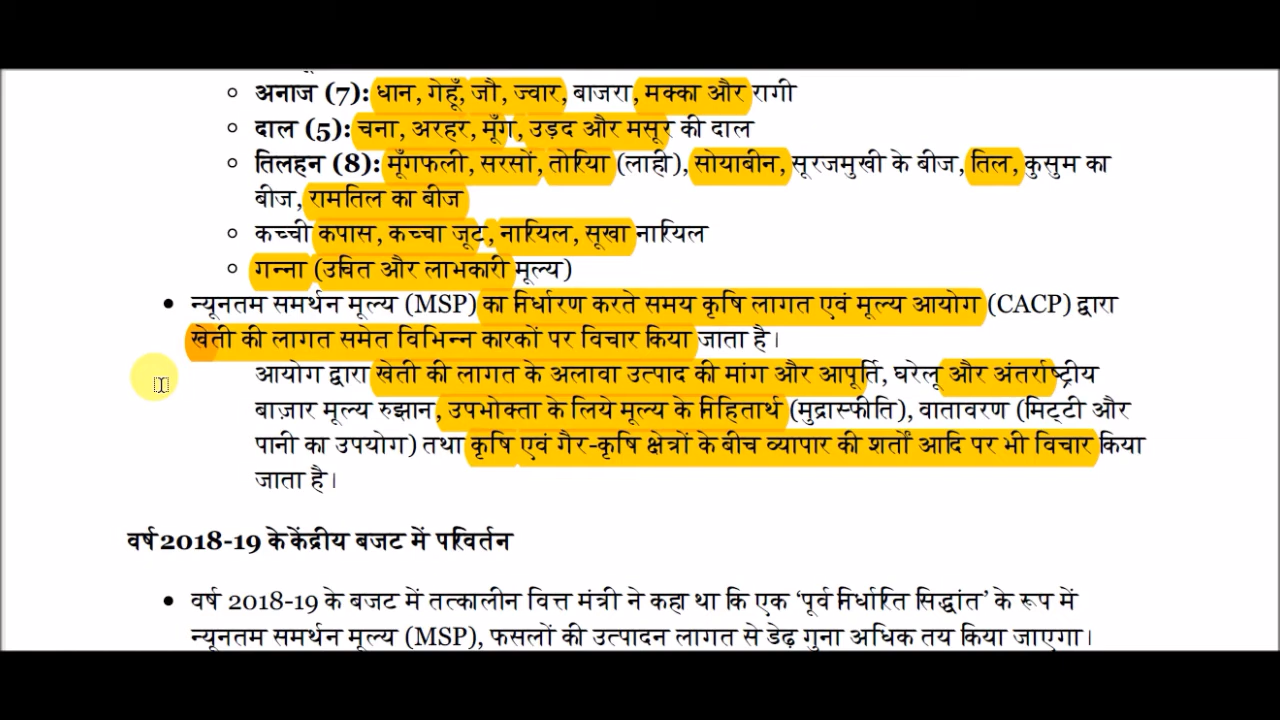 अनाज (7): धान, गेहूँ, जौ, ज्वार, बाजरा, मक्का और रागी
दाल (5): चना, अरहर, मूँग, उड़द और मसूर की दाल
तिलहन (8): मूँगफली, सरसों, तोरिया (लाही), सोयाबीन, सूरजमुखी के बीज, तिल, कुसुम का
बीज, रामतिल का बीज
कच्ची कपास, कच्चा जूट, नारियल, सूखा नारियल
गन्ना (उचित और लाभकारी मूल्य)
न्यूनतम समर्थन मूल्य (MSP) का निर्धारण करते समय कृषि लागत एवं मूल्य आयोग (CACP) द्वारा
खेती की लागत समेत विभिन्न कारकों पर विचार किया जाता है।
आयोग द्वारा खेती की लागत के अलावा उत्पाद की मांग और आपूर्ति, घरेलू और अंतर्राष्ट्रीय
बाज़ार मूल्य रुझान, उपभोक्ता के लिये मूल्य के निहितार्थ (मुद्रास्फीति), वातावरण (मिट्टी और
पानी का उपयोग) तथा कृषि एवं गैर-कृषि क्षेत्रों के बीच व्यापार की शर्तों आदि पर भी विचार किया
जाता है।
वर्ष 2018-19 के केंद्रीय बजट में परिवर्तन
वर्ष 2018-19 के बजट में तत्कालीन वित्त मंत्री ने कहा था कि एक ‘पूर्व निर्धारित सिद्धांत’ के रूप में
न्यूनतम समर्थन मूल्य (MSP), फसलों की उत्पादन लागत से डेढ़ गुना अधिक तय किया जाएगा।